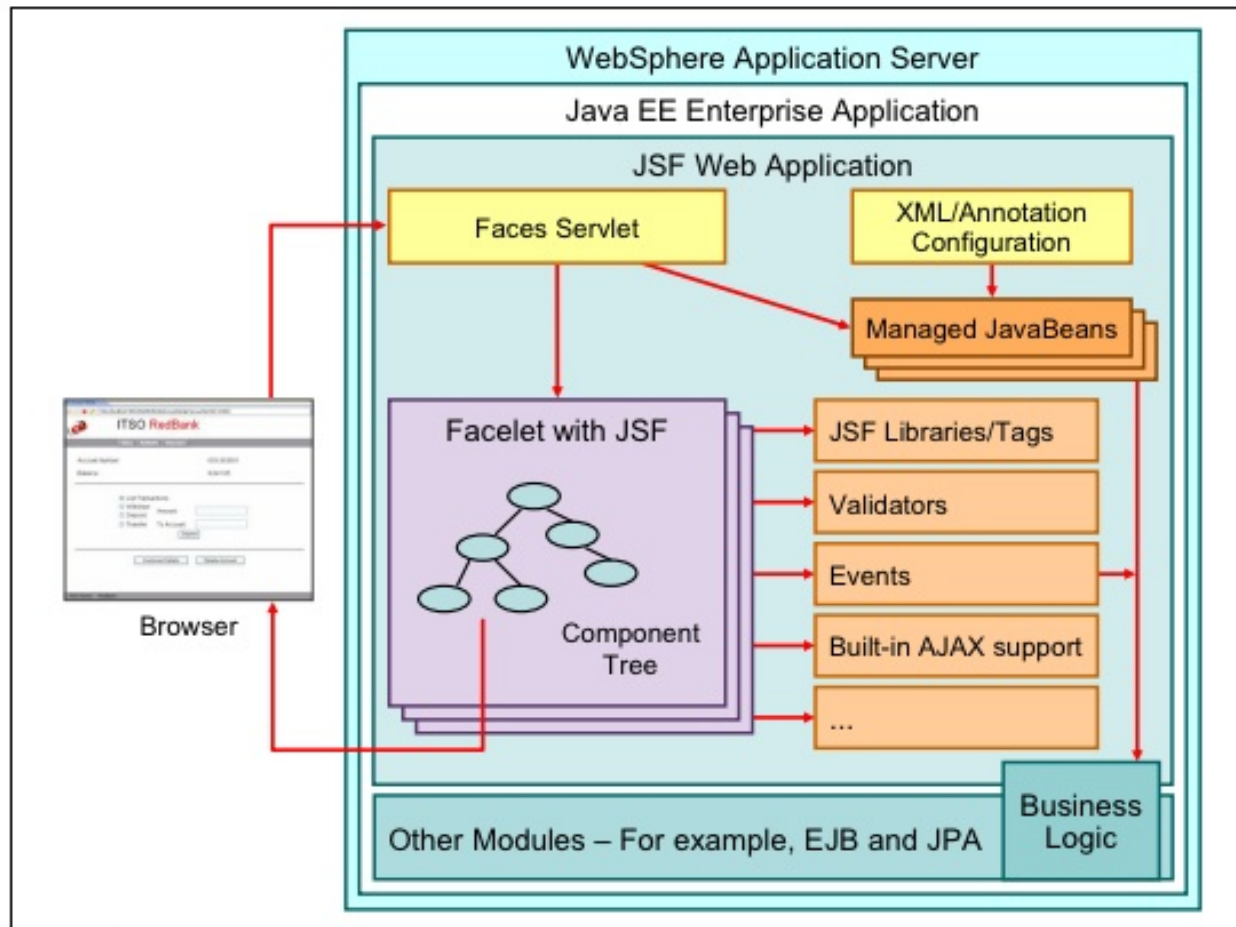 WebSphere Application Server
Java EE Enterprise Application
JSF Web Application
Faces Servlet
XML/Annotation
Configuration
Managed JavaBeans
ITSO RedBank
Facelet with JSF
JSF Libraries/Tags
Validators
Events
Built-in AJAX support
...
Component
Tree
Browser
Other Modules – For example, EJB and JPA
Business
Logic